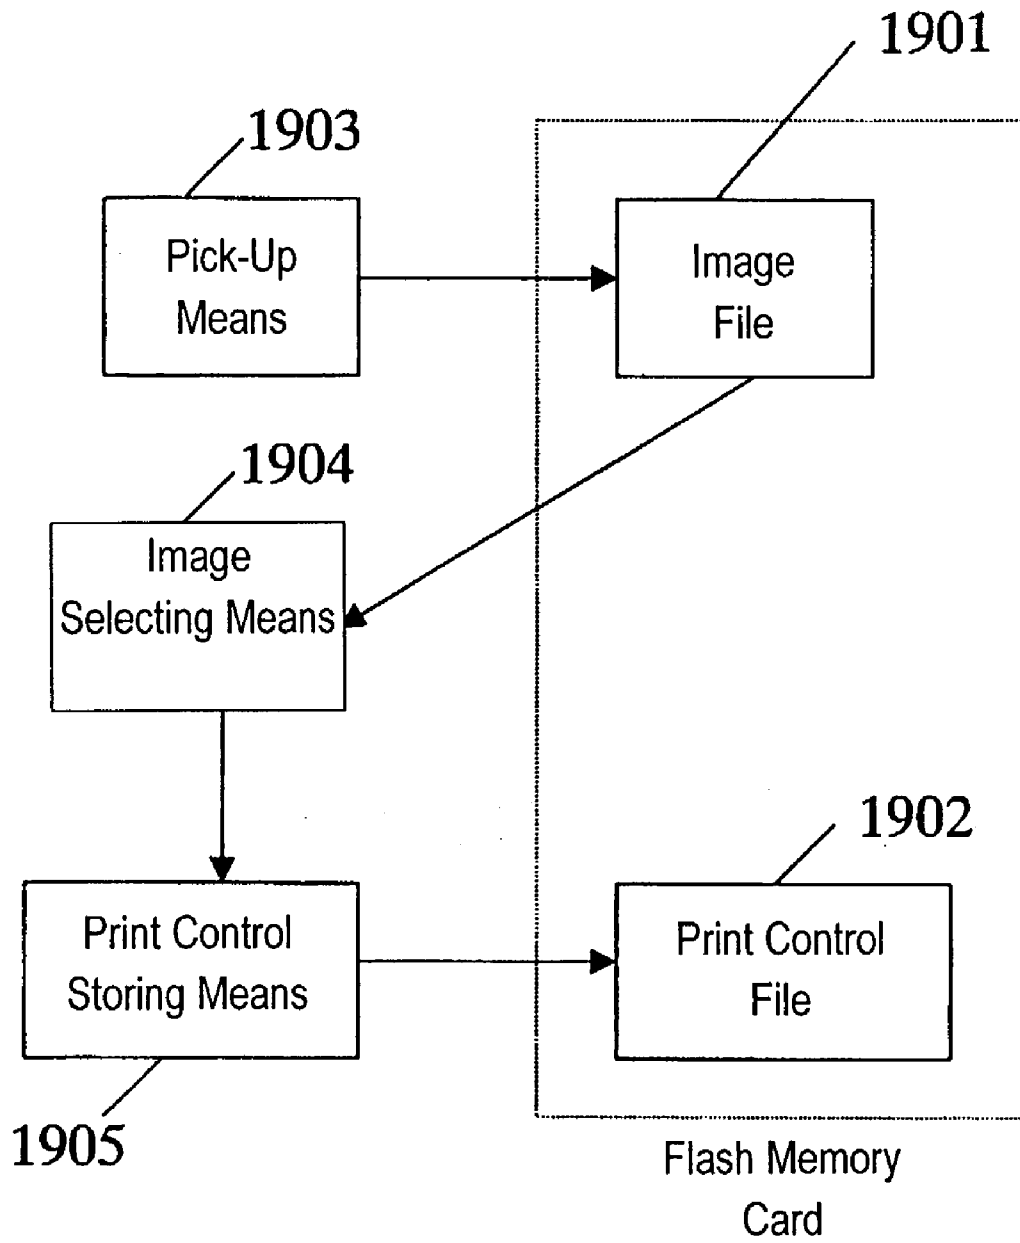 1901
1903
Pick-Up
Means
Image
File
1904
Image
Selecting Means
1902
Print Control
Storing Means
Print Control
File
1905
Flash Memory
Card